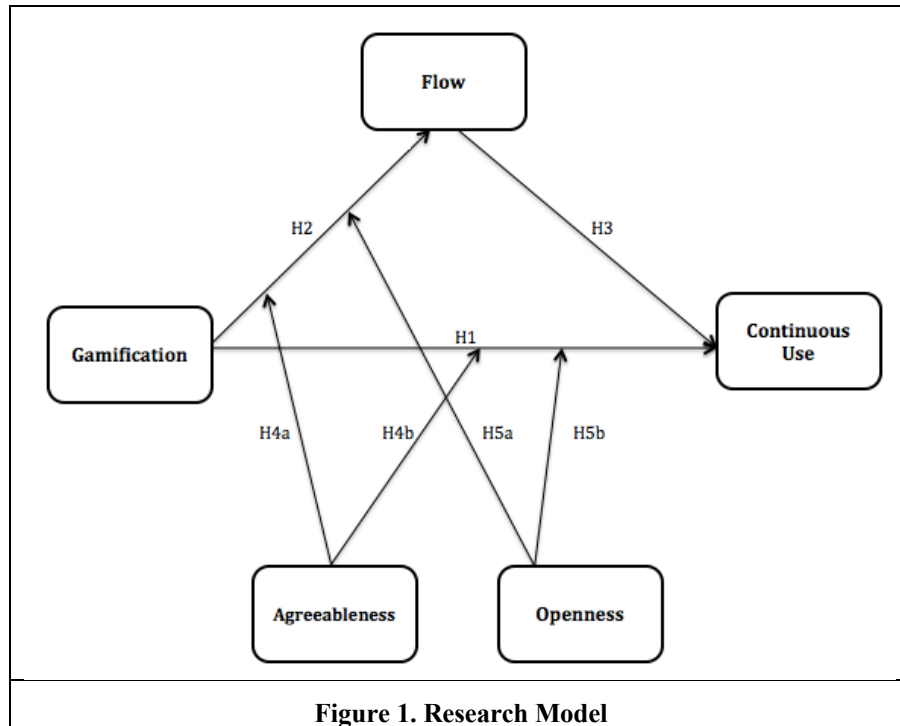 Flow
H2
H3
Gamification
H1
Continuous
Use
H4a
H4b
H5a
H5b
Agreeableness
Openness
Figure 1. Research Model